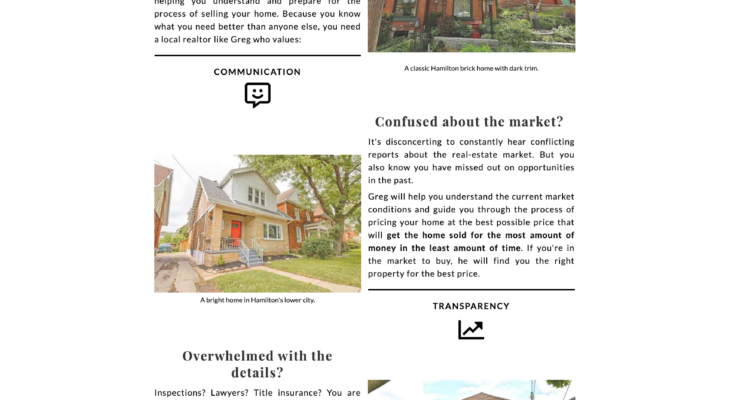 helping you understand and prepare for the
process of selling your home. Because you know
what you need better than anyone else, you need
a local realtor like Greg who values:
COMMUNICATION
A bright home in Hamilton's lower city.
Overwhelmed with the
details?
Inspections? Lawyers? Title insurance? You are
A classic Hamilton brick home with dark trim.
Confused about the market?
It's disconcerting to constantly hear conflicting
reports about the real-estate market. But you
also know you have missed out on opportunities
in the past.
Greg will help you understand the current market
conditions and guide you through the process of
pricing your home at the best possible price that
will get the home sold for the most amount of
money in the least amount of time. If you're in
the market to buy, he will find you the right
property for the best price.
TRANSPARENCY